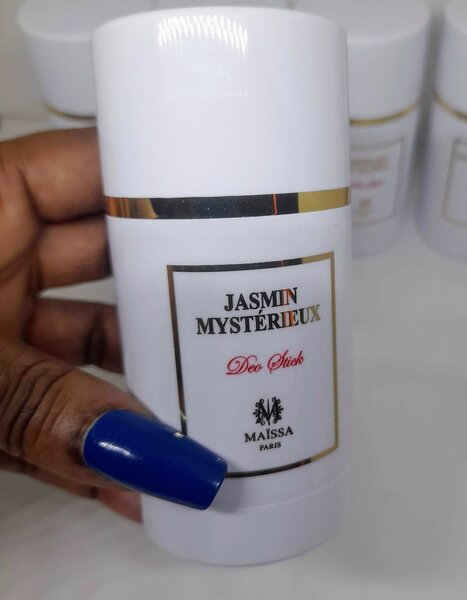 JASMIN
MYSTÉRIEUX
Deo Stick
M
MAÏSSA
PARIS